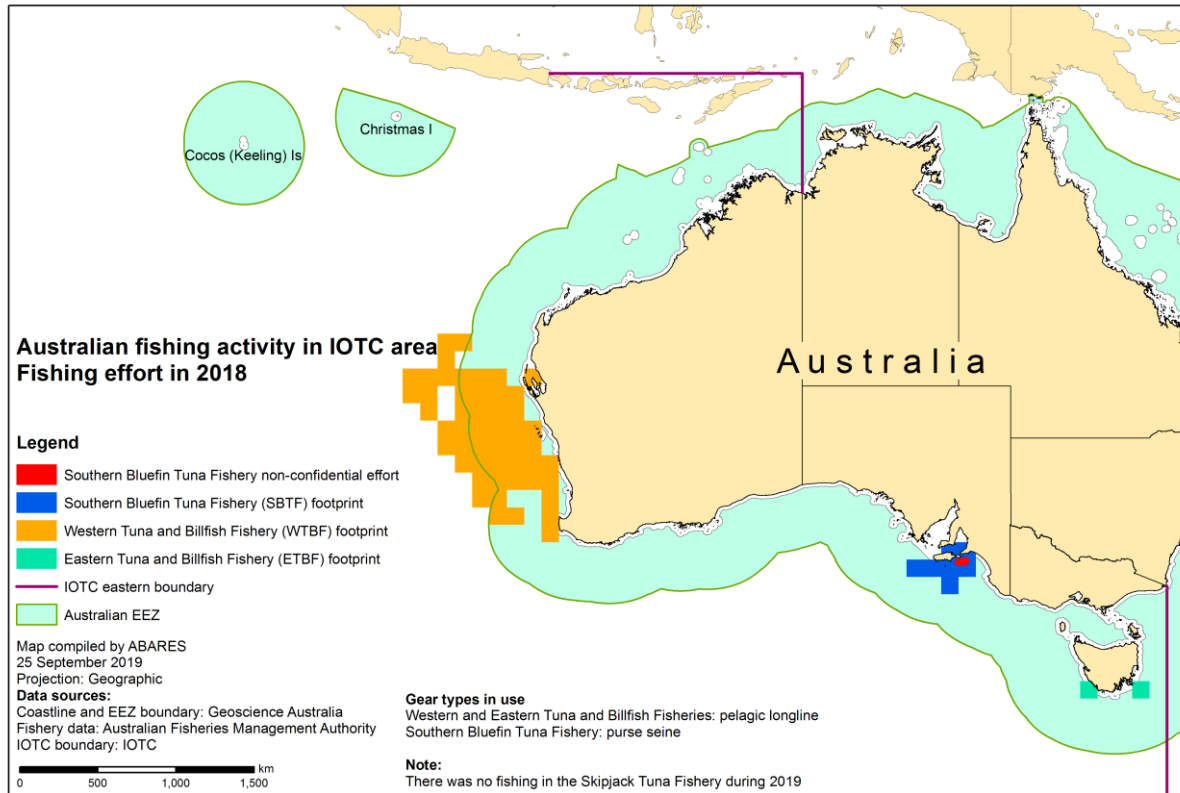 Christmas I
Cocos (Keeling) Is
Australian fishing activity in IOTC area
Fishing effort in 2018
Australia
Legend
Southern Bluefin Tuna Fishery non-confidential effort
Southern Bluefin Tuna Fishery (SBTF) footprint
Western Tuna and Billfish Fishery (WTBF) footprint
Eastern Tuna and Billfish Fishery (ETBF) footprint
IOTC eastern boundary
Australian EEZ
Map compiled by ABARES
25 September 2019
Projection: Geographic
Data sources:
Coastline and EEZ boundary: Geoscience Australia
Fishery data: Australian Fisheries Management Authority
IOTC boundary: IOTC
km
0 500 1,000 1,500
Gear types in use
Western and Eastern Tuna and Billfish Fisheries: pelagic longline
Southern Bluefin Tuna Fishery: purse seine
Note:
There was no fishing in the Skipjack Tuna Fishery during 2019